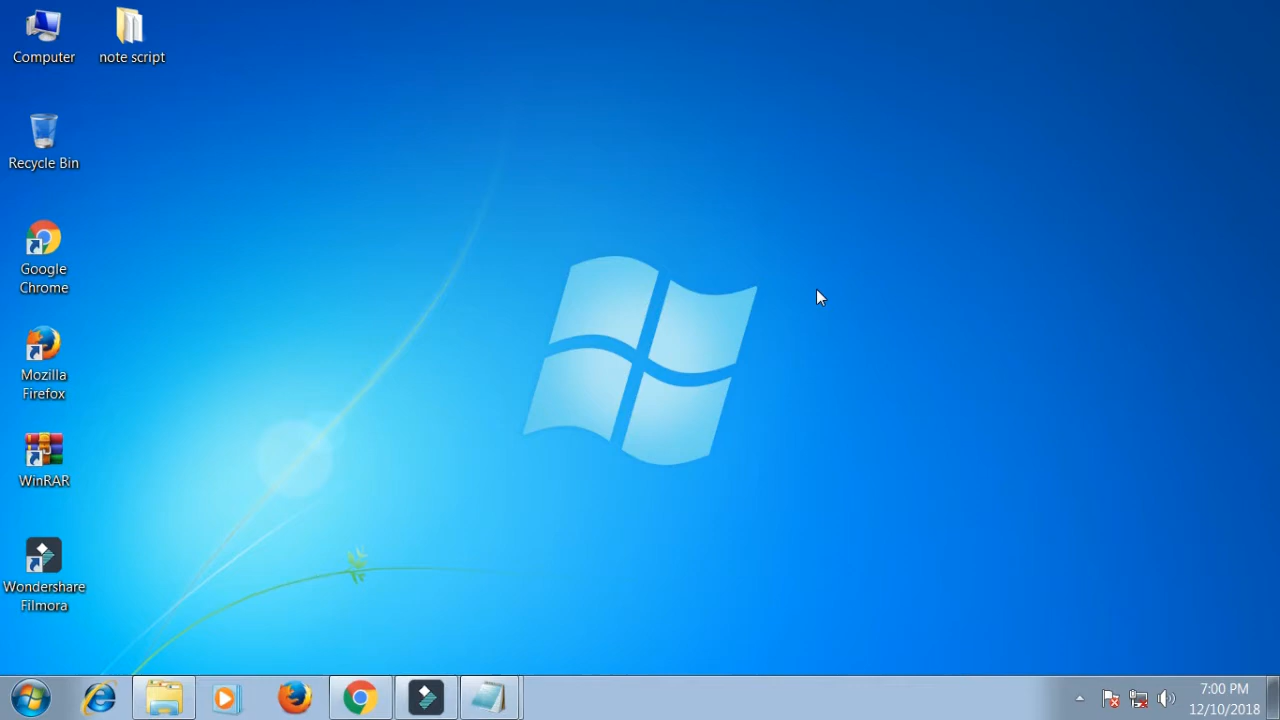 Computer
note script
Recycle Bin
Google
Chrome
Mozilla
Firefox
WinRAR
Wondershare
Filmora
7:00 PM
12/10/2018